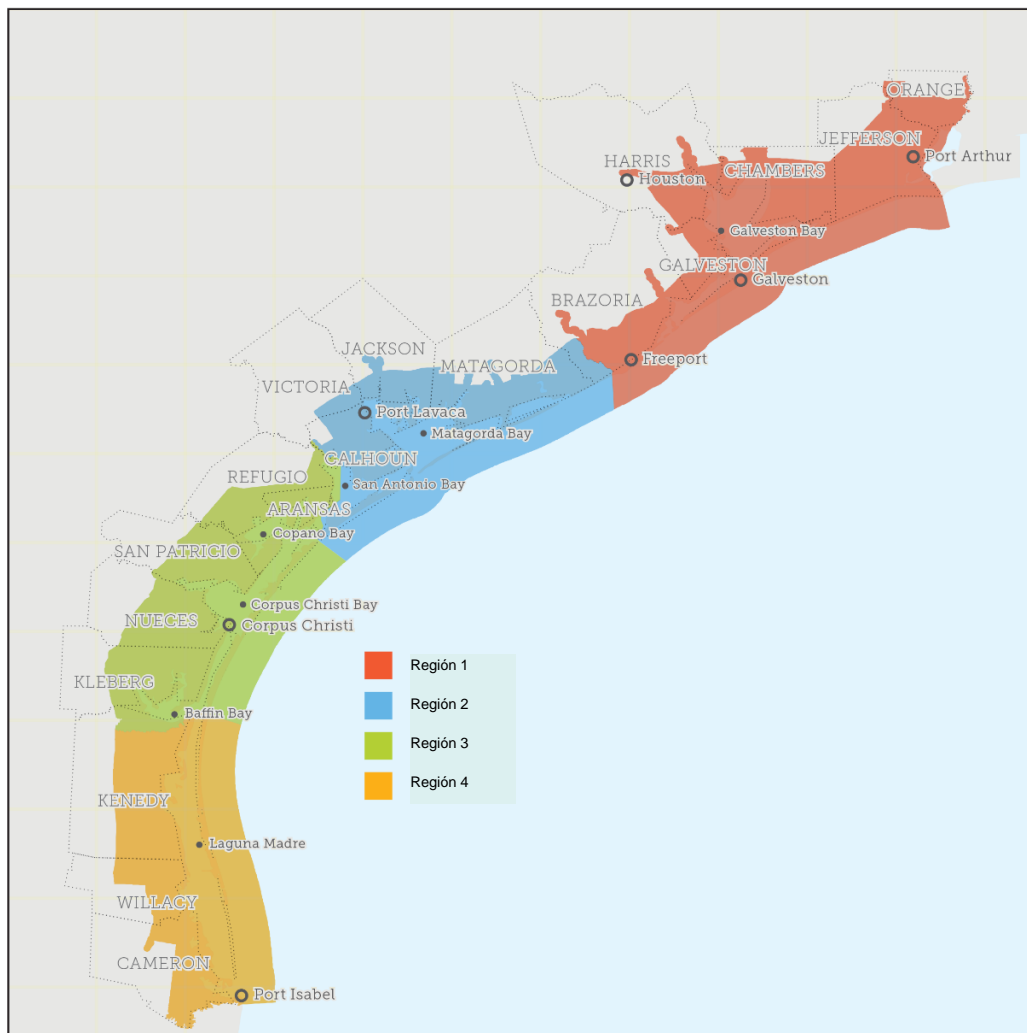 ORANGE
JEFFERSON
Port Arthur
HARRIS
Houston
CHAMBERS
Galveston Bay
GALVESTON
Galveston
BRAZORIA
Freeport
JACKSON
MATAGORDA
VICTORIA
Port Lavaca
Matagorda Bay
CALHOUN
REFUGIO
San Antonio Bay
ARANSAS
Copano Bay
SAN PATRICIO
Corpus Christi Bay
NUECES
Corpus Christi
Región 1
KLEBERG
Región 2
Baffin Bay
Región 3
Región 4
KENEDY
Laguna Madre
WILLACY
CAMERON
Port Isabel